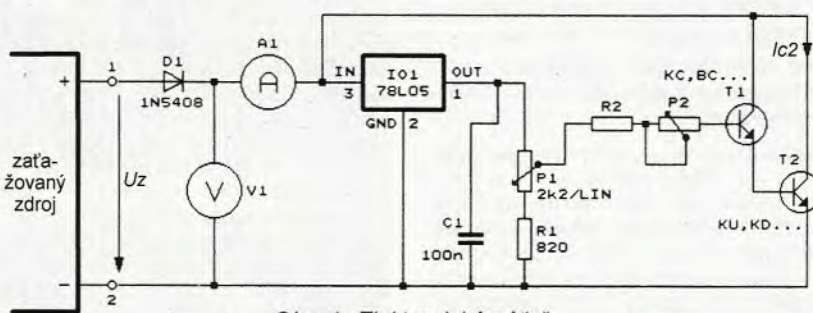 Ic2
A1
D1
1
+
1N5408
A
IN
3
IO1
78L05
OUT
1
GND
2
KC,BC...
T1
R2
P2
zaťa-
žovaný
zdroj
Uz
V
V1
P1
2k2/LIN
T2
KU,KD...
C1
100n
R1
820
−
2